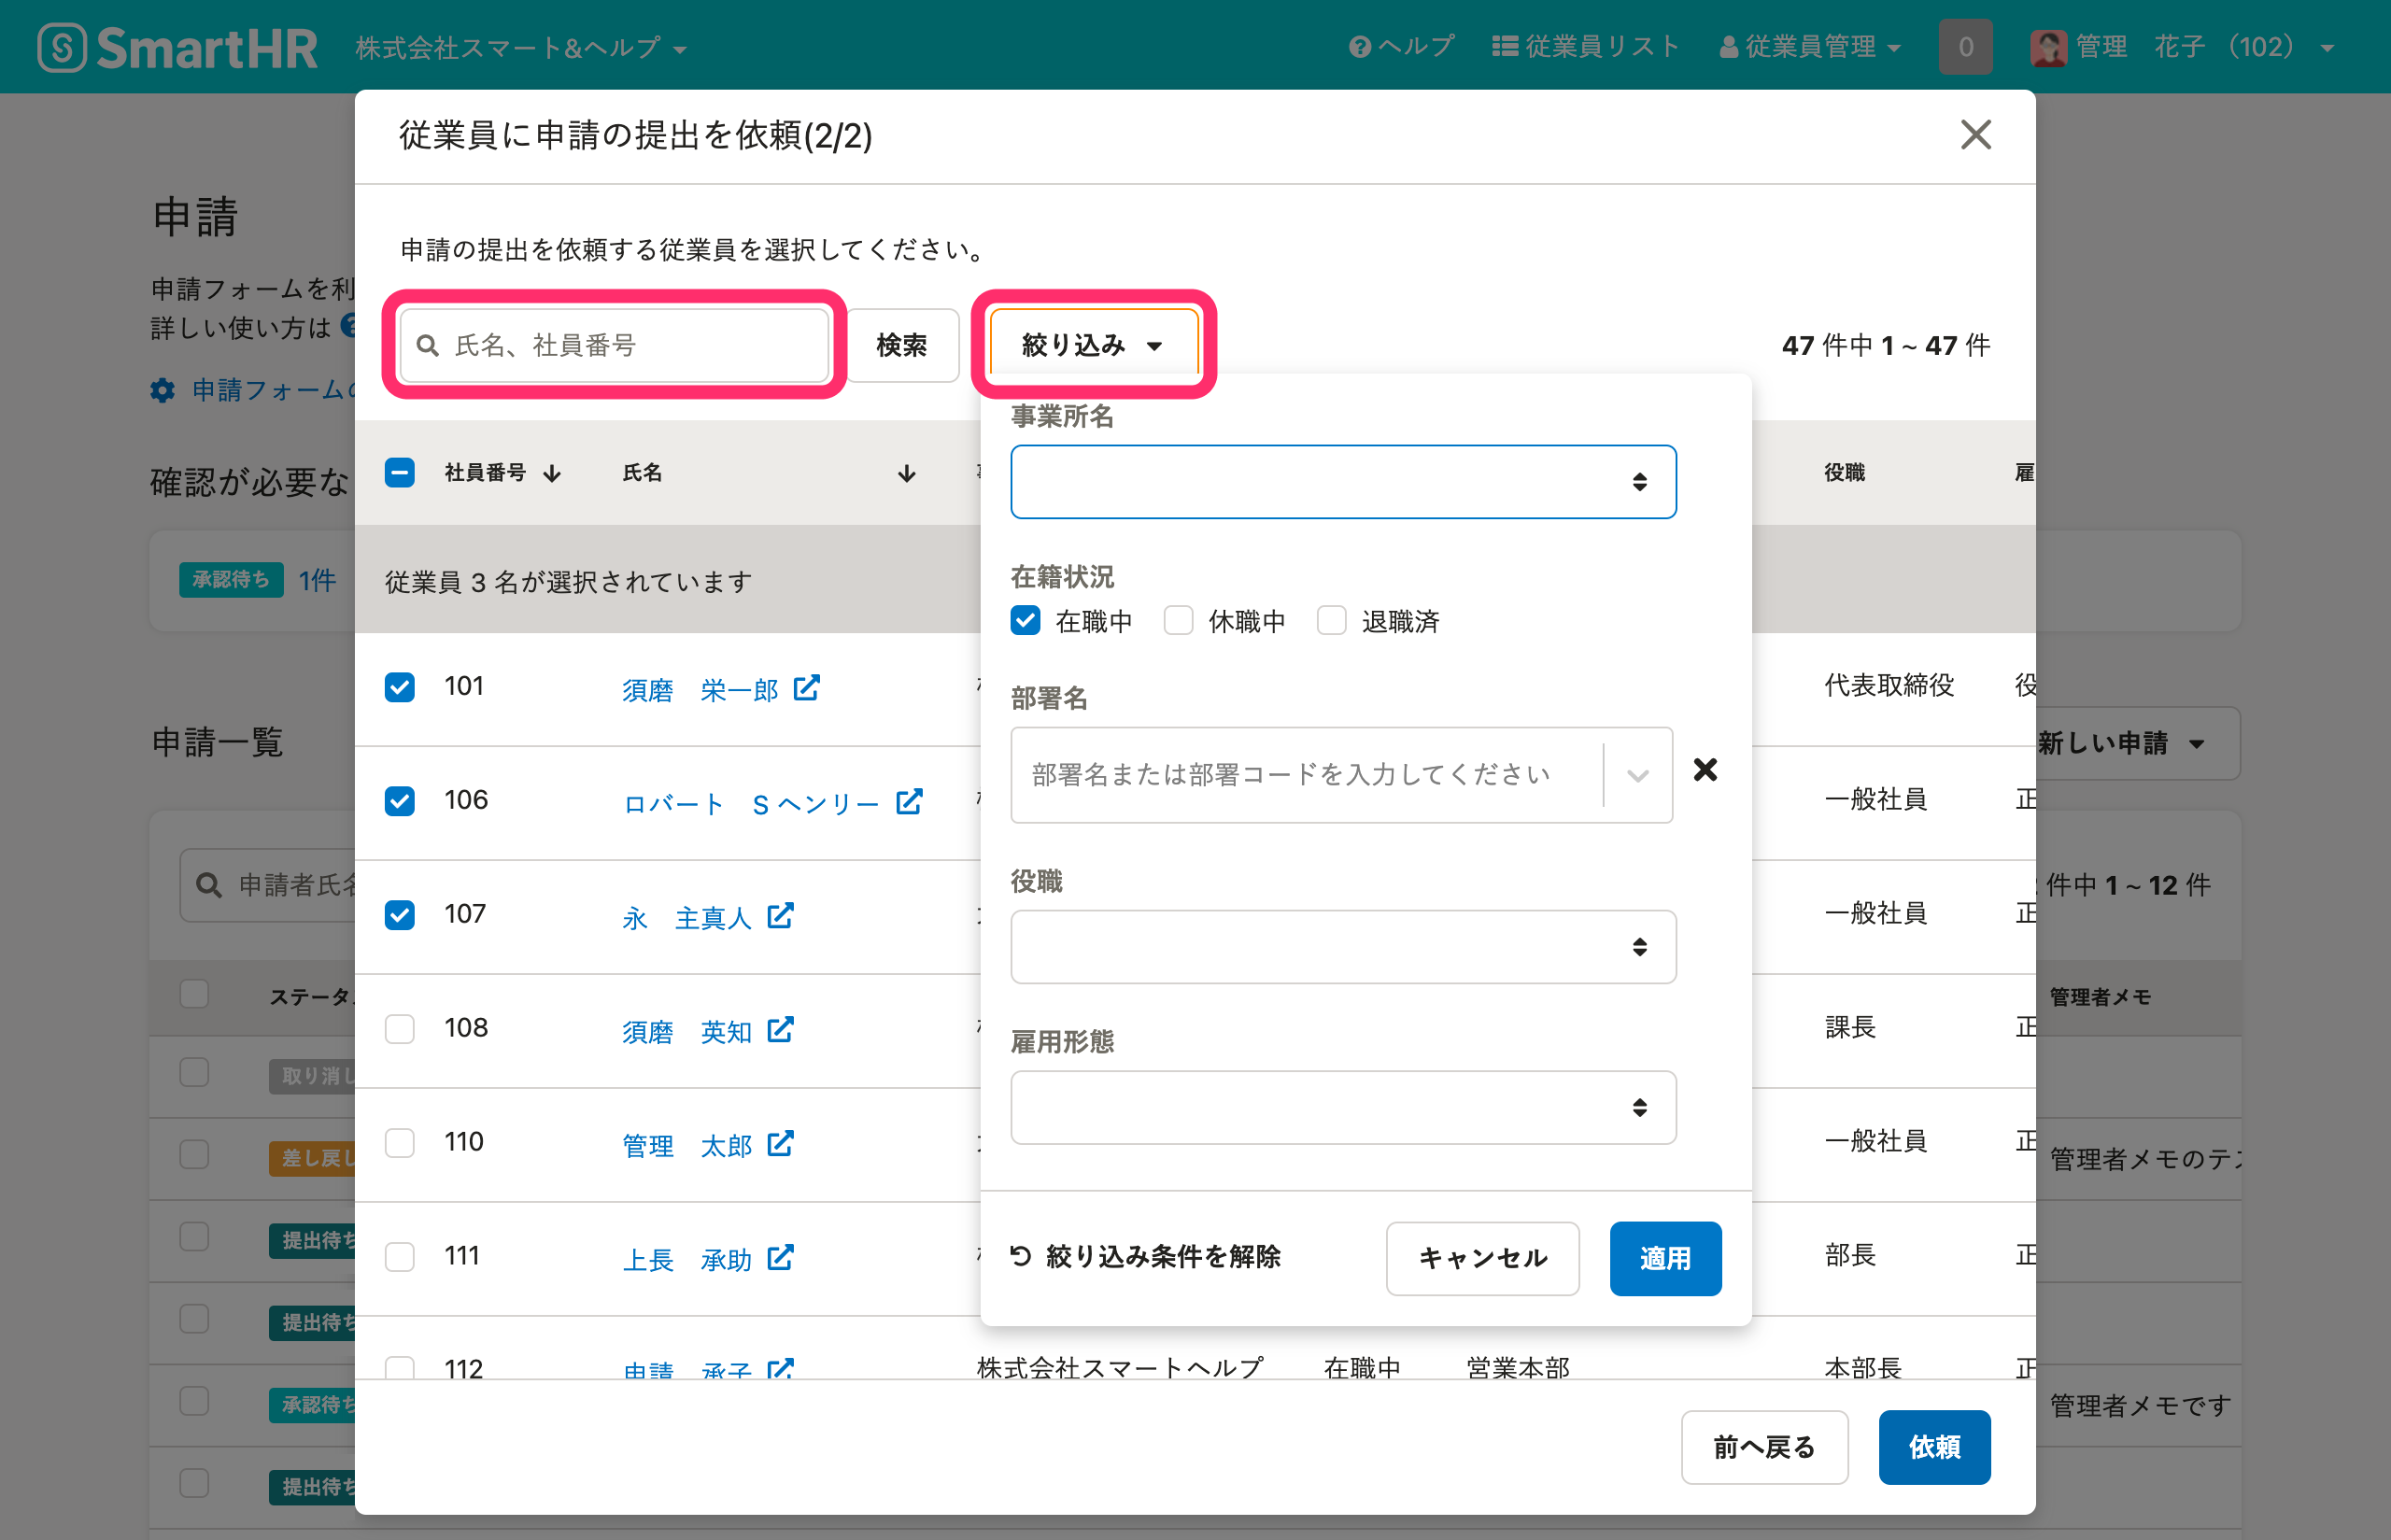 SmartHR 株式会社スマート&ヘルプ ヘルプ 従業員リスト 従業員管理 0 管理 花子 (102)
従業員に申請の提出を依頼(2/2)
申請
申請の提出を依頼する従業員を選択してください。
申請フォームを利
詳しい使い方は
氏名、社員番号 検索 絞り込み 47 件中 1 ~ 47 件
申請フォームの
事業所名
社員番号 氏名 役職 雇
確認が必要な
従業員 3 名が選択されています
在籍状況
承認待ち 1件
在職中 休職中 退職済
部署名
101 須磨 栄一郎 代表取締役 役
申請一覧 新しい申請
部署名または部署コードを入力してください
106 ロバート S ヘンリー 一般社員 正
役職
申請者氏名 件中 1 ~ 12 件
107 永 主真人 一般社員 正
ステータ 管理者メモ
108 須磨 英知 課長 正
雇用形態
取り消し
110 管理 太郎 一般社員 正
差し戻し 管理者メモのテス
提出待ち
111 上長 承助 部長 正
絞り込み条件を解除 キャンセル 適用
提出待ち
112 申請 承子 株式会社スマートヘルプ 在職中 営業本部 本部長 正
承認待ち 管理者メモです
前へ戻る 依頼
提出待ち